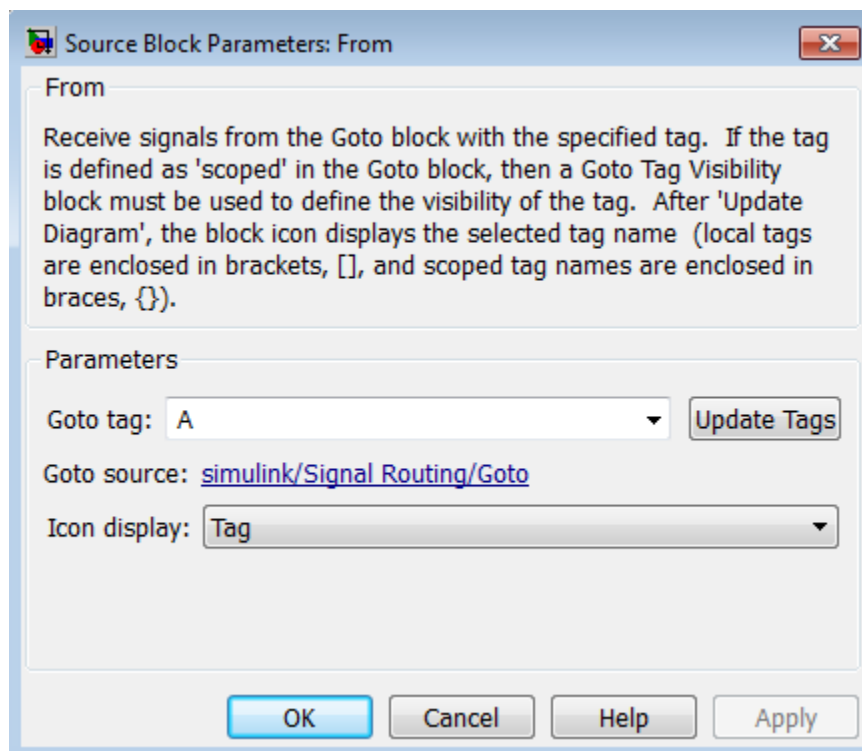 Source Block Parameters: From
From
Receive signals from the Goto block with the specified tag.  If the tag
is defined as 'scoped' in the Goto block, then a Goto Tag Visibility
block must be used to define the visibility of the tag.  After 'Update
Diagram', the block icon displays the selected tag name  (local tags
are enclosed in brackets, [], and scoped tag names are enclosed in
braces, {}).
Parameters
Goto tag: A Update Tags
Goto source: simulink/Signal Routing/Goto
Icon display: Tag
OK Cancel Help Apply